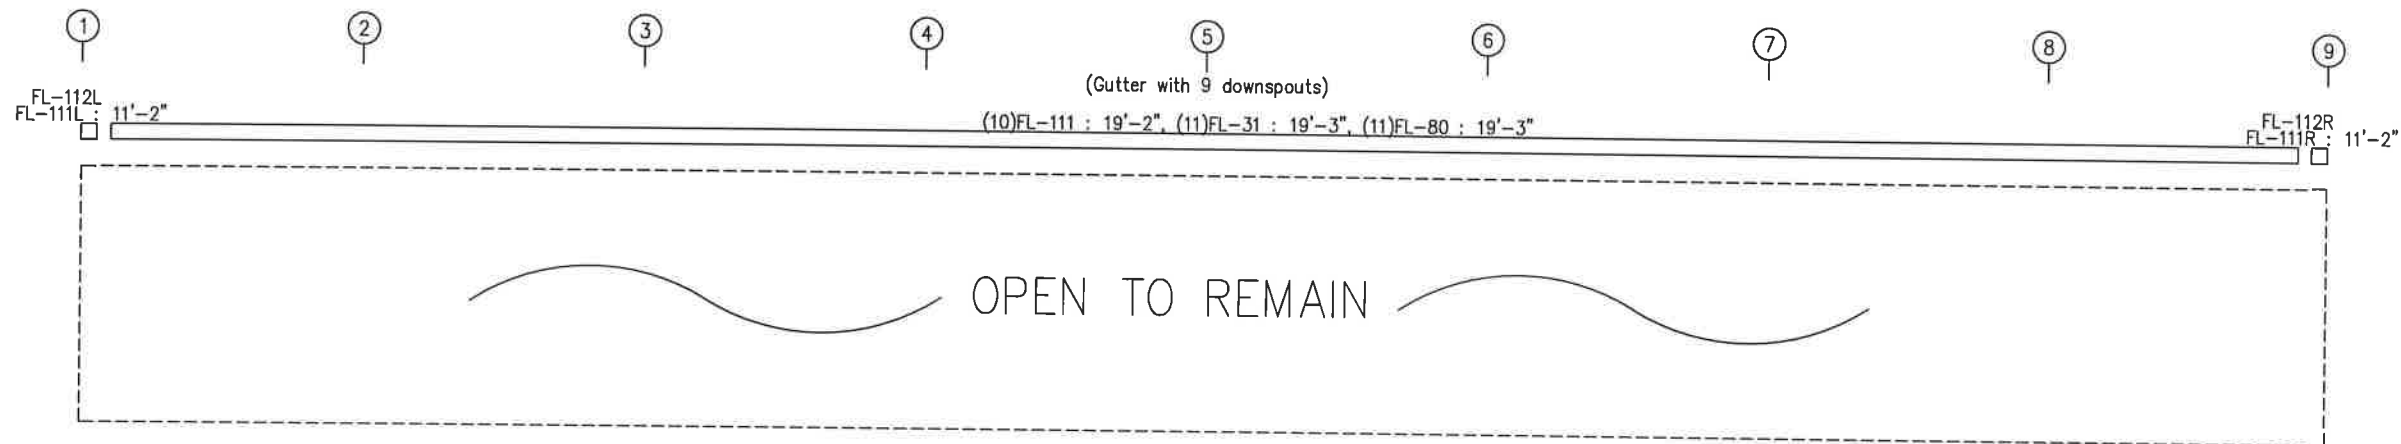 1 2 3 4 5 6 7 8 9
(Gutter with 9 downspouts)
FL-112L
FL-111L : 11'-2"
(10)FL-111 : 19'-2", (11)FL-31 : 19'-3", (11)FL-80 : 19'-3"
FL-112R
FL-111R : 11'-2"
OPEN TO REMAIN